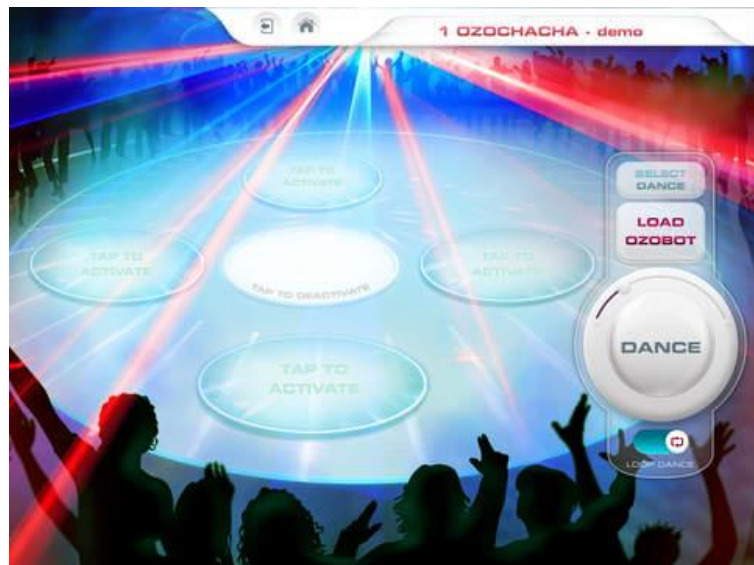 1 OZOCHACHA - demo
TAP TO
ACTIVATE
SELECT
DANCE
LOAD
OZOBOT
TAP TO
ACTIVATE
TAP TO DEACTIVATE
TAP TO
ACTIVATE
DANCE
TAP TO
ACTIVATE
LOOP DANCE